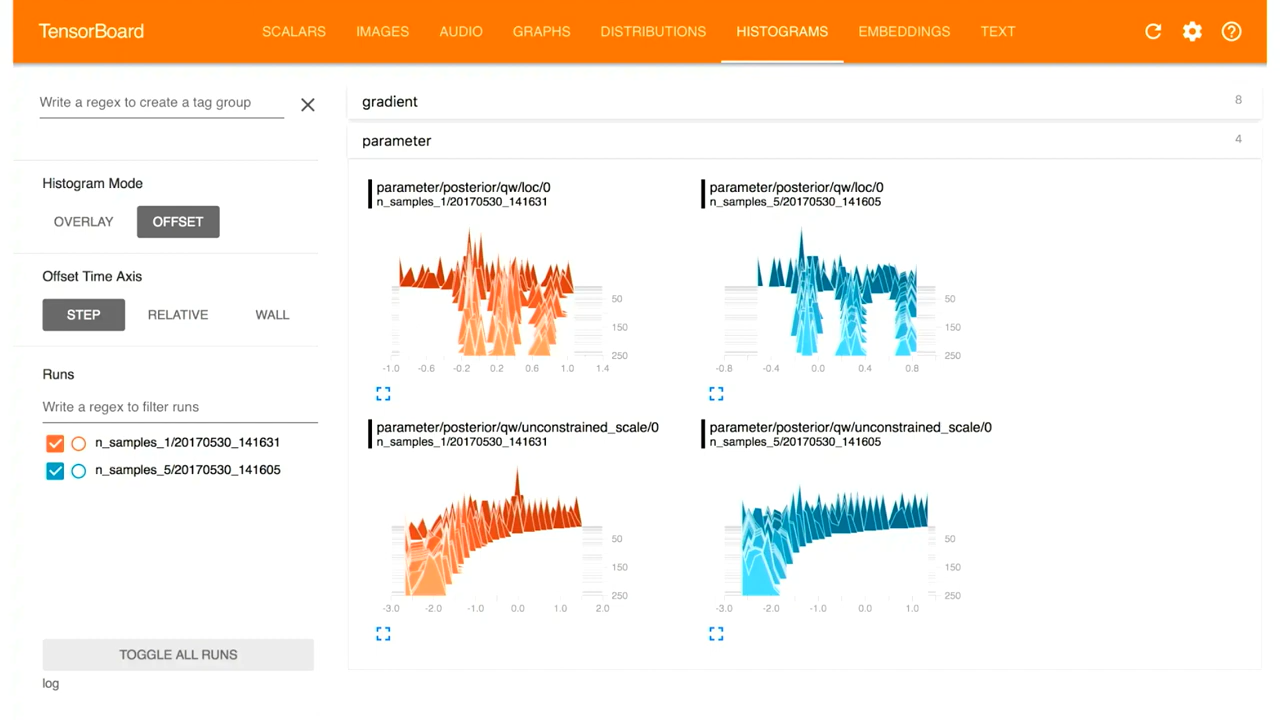 TensorBoard
SCALARS IMAGES AUDIO GRAPHS DISTRIBUTIONS HISTOGRAMS EMBEDDINGS TEXT
Write a regex to create a tag group
Histogram Mode
OVERLAY OFFSET
Offset Time Axis
STEP RELATIVE WALL
Runs
Write a regex to filter runs
n_samples_1/20170530_141631
n_samples_5/20170530_141605
TOGGLE ALL RUNS
log
gradient 8
parameter 4
parameter/posterior/qw/loc/0
n_samples_1/20170530_141631
50
150
250
-1.0 -0.6 -0.2 0.2 0.6 1.0 1.4
parameter/posterior/qw/loc/0
n_samples_5/20170530_141605
50
150
250
-0.8 -0.4 0.0 0.4 0.8
parameter/posterior/qw/unconstrained_scale/0
n_samples_1/20170530_141631
50
150
250
-3.0 -2.0 -1.0 0.0 1.0 2.0
parameter/posterior/qw/unconstrained_scale/0
n_samples_5/20170530_141605
50
150
250
-3.0 -2.0 -1.0 0.0 1.0